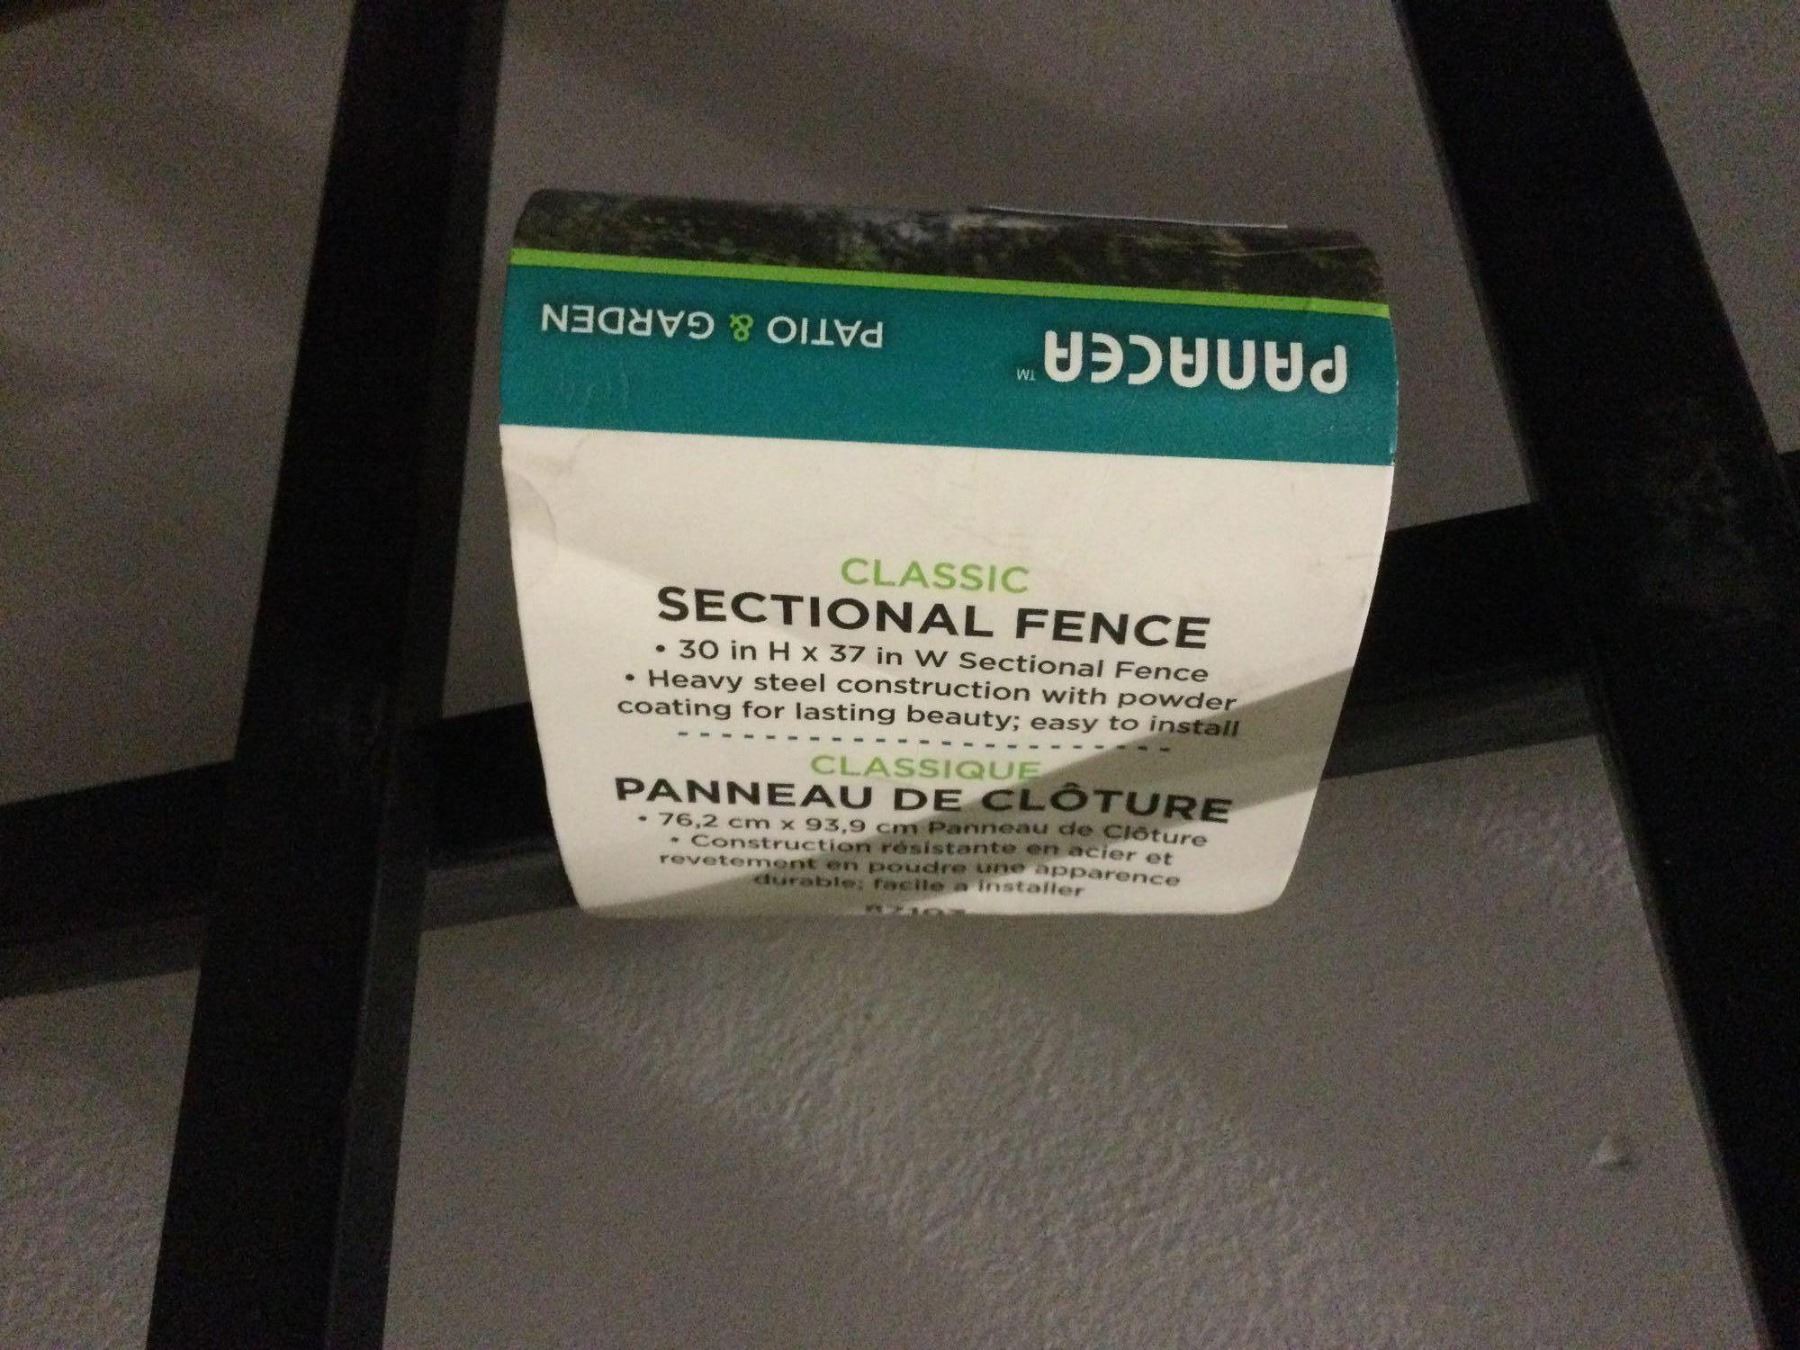 PATIO & GARDEN
PANACEA™
CLASSIC
SECTIONAL FENCE
• 30 in H x 37 in W Sectional Fence
• Heavy steel construction with powder
coating for lasting beauty; easy to install
CLASSIQUE
PANNEAU DE CLÔTURE
• 76,2 cm x 93,9 cm Panneau de Clôture
• Construction résistante en acier et
revetement en poudre une apparence
durable; facile a installer